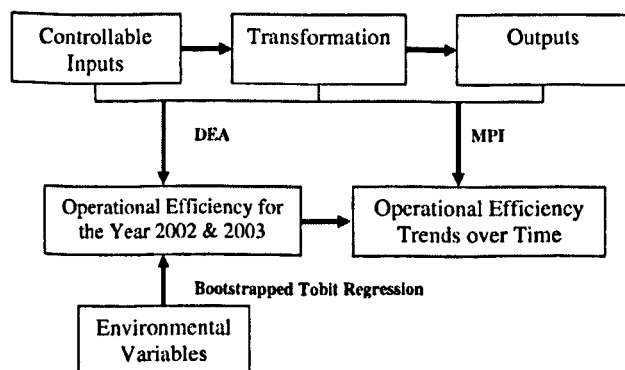 Controllable
Inputs
Transformation
Outputs
DEA
MPI
Operational Efficiency for
the Year 2002 & 2003
Operational Efficiency
Trends over Time
Bootstrapped Tobit Regression
Environmental
Variables